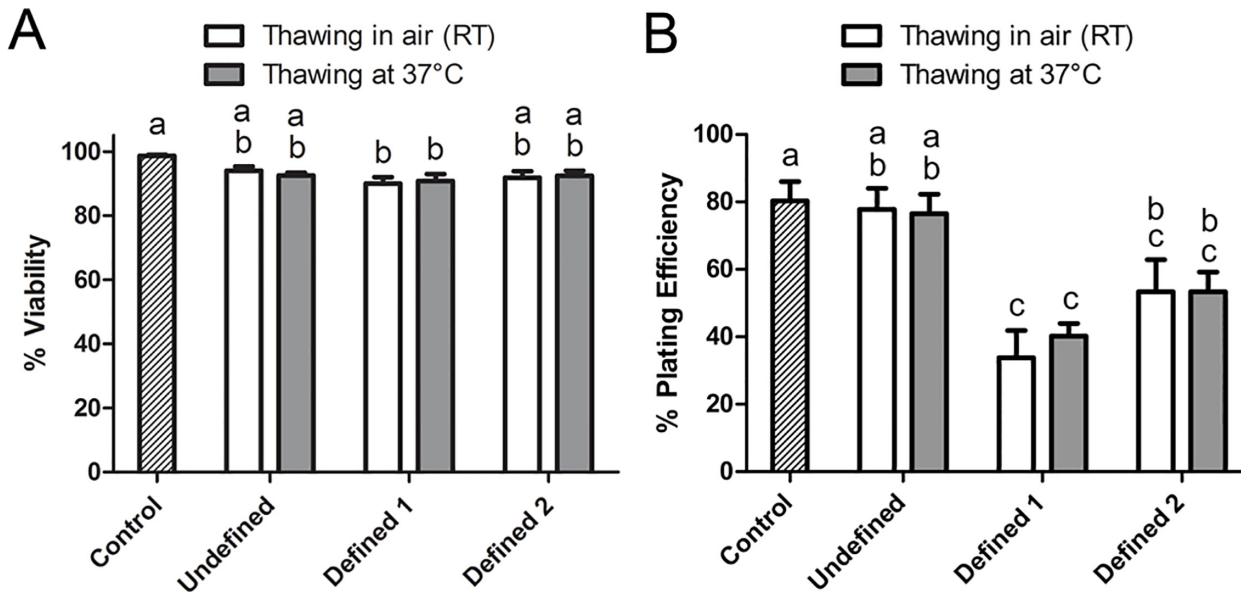 A
Thawing in air (RT)
Thawing at 37°C
% Viability
100
80
60
40
20
0
a
a
b
a
b
b
b
a
b
a
b
Control
Undefined
Defined 1
Defined 2
B
Thawing in air (RT)
Thawing at 37°C
% Plating Efficiency
100
80
60
40
20
0
a
a
b
a
b
c
c
b
c
b
c
Control
Undefined
Defined 1
Defined 2